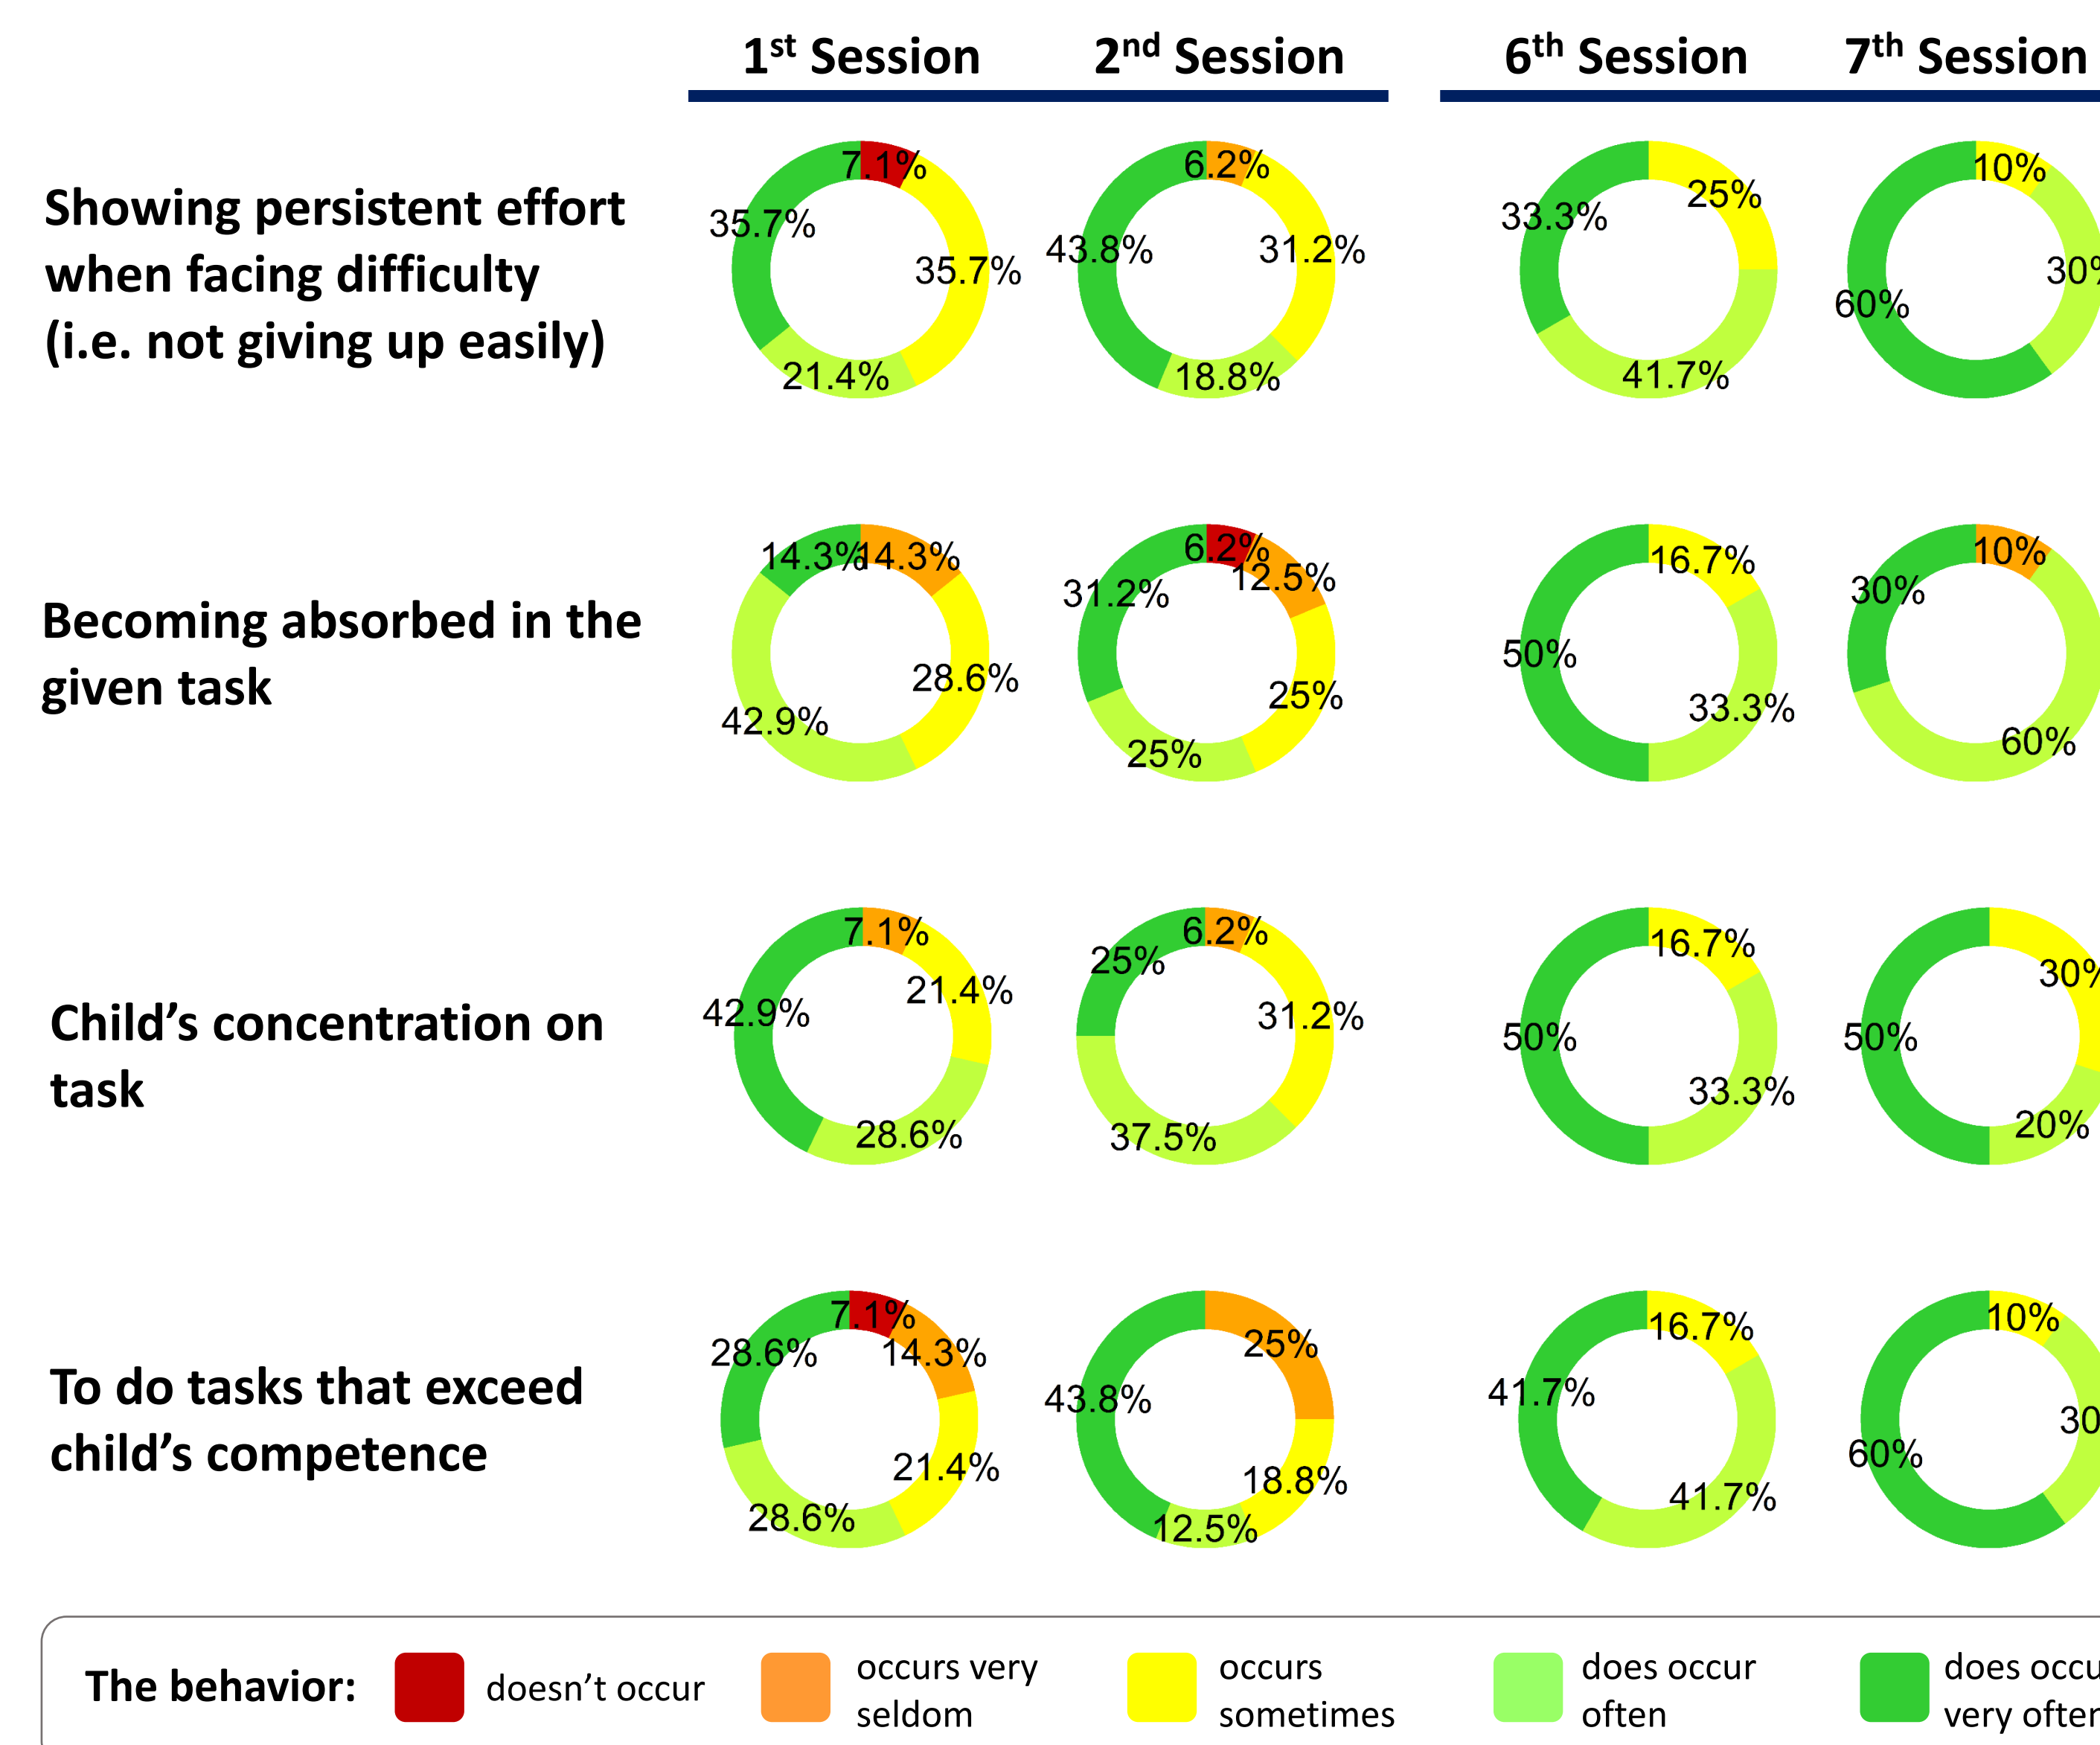 1st Session 2nd Session 6th Session 7th Session
Showing persistent effort
when facing difficulty
(i.e. not giving up easily)
7.1% 35.7% 21.4% 35.7%
6.2% 31.2% 18.8% 43.8%
25% 41.7% 33.3%
10% 30% 60%
Becoming absorbed in the
given task
14.3% 28.6% 42.9% 14.3%
6.2% 12.5% 25% 25% 31.2%
16.7% 33.3% 50%
10% 60% 30%
Child’s concentration on
task
7.1% 21.4% 28.6% 42.9%
6.2% 31.2% 37.5% 25%
16.7% 33.3% 50%
30% 20% 50%
To do tasks that exceed
child’s competence
7.1% 14.3% 21.4% 28.6% 28.6%
25% 18.8% 12.5% 43.8%
16.7% 41.7% 41.7%
10% 30 60%
The behavior:
doesn’t occur
occurs very
seldom
occurs
sometimes
does occur
often
does occu
very ofter